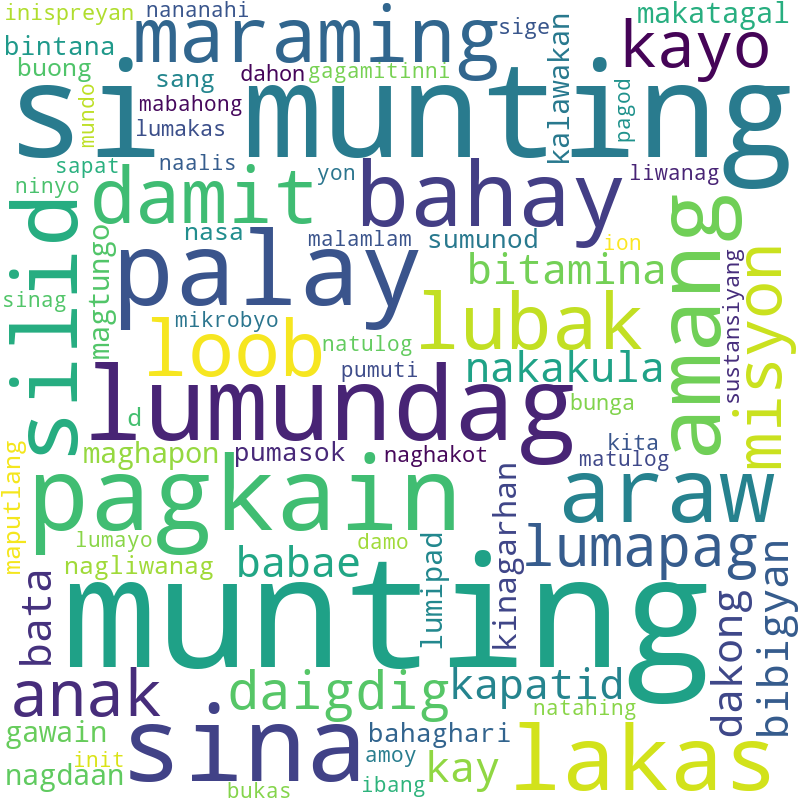 inispreyan
nananahi
maraming
sige
makatagal
bintana
kayo
buong
sang
dahon
gagamitinni
kalawakan
mundo
mabahong
pagod
lumakas
si munting
sapat
naalis
yon
liwanag
ninyo
damit
bahay
silid
nasa
malamlam
sumunod
ion
amang
magtungo
palay
bitamina
sustansiyang
misyon
sinag
mikrobyo
lubak
loob
natulog
pumuti
nakakula
lumundag
bunga
d
maghapon
pumasok
naghakot
kita
matulog
maputlang
pagkain
kinagarhan
araw
lumayo
damo
lumapag
nagliwanag
babae
lumipad
bata
munting
dakong
bibigyan
anak
daigdig
kapatid
natahing
gawain
sina
bahaghari
lakas
init
amoy
kay
nagdaan
bukas
ibang